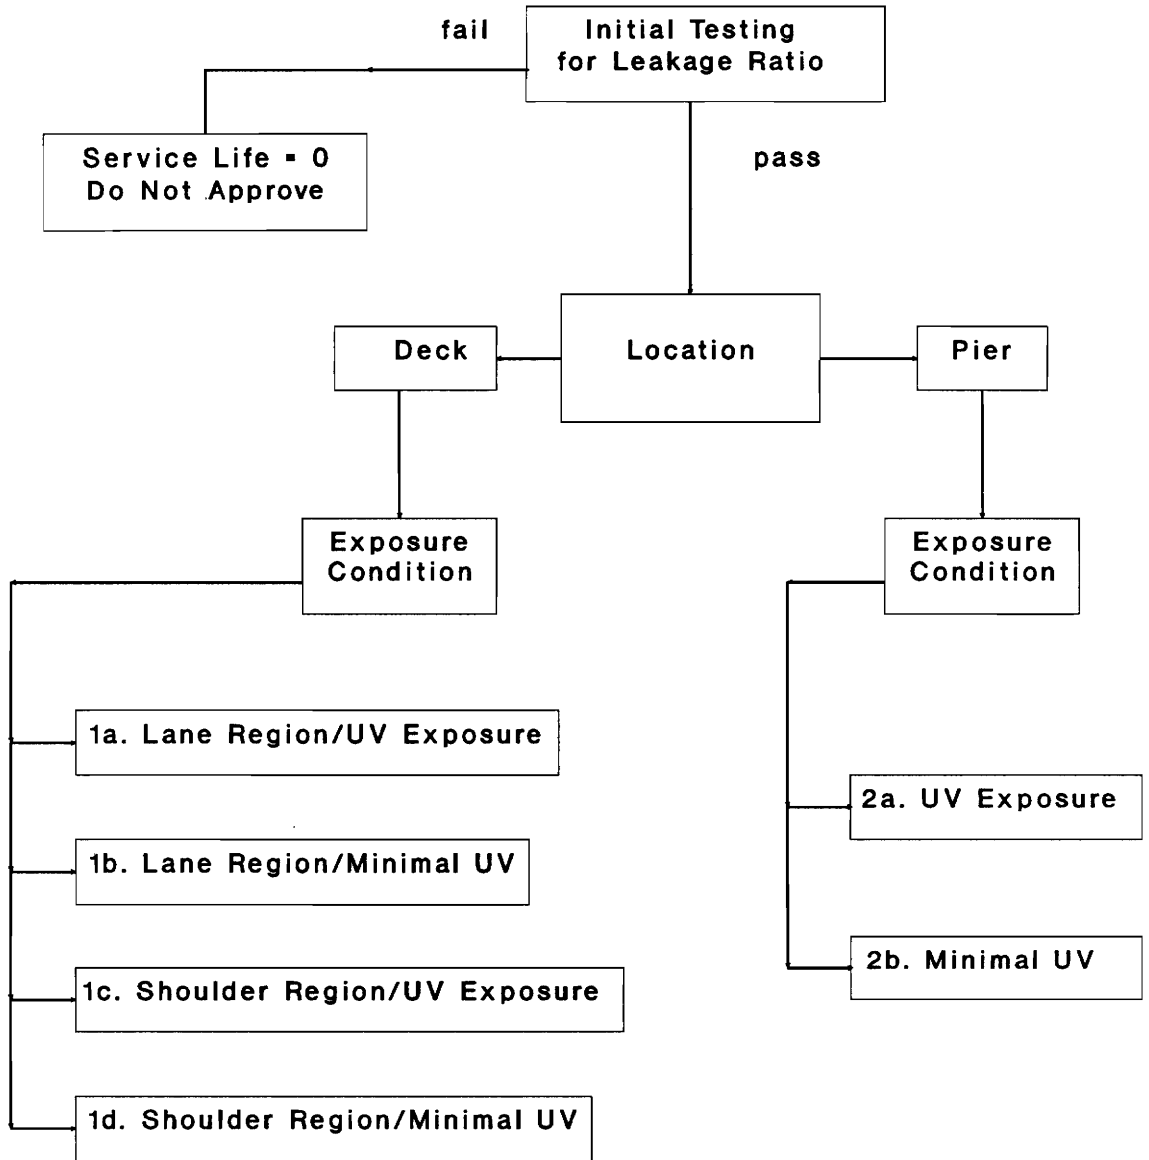 fail
Initial Testing
for Leakage Ratio
Service Life = 0
Do Not Approve
pass
Deck
Location
Pier
Exposure
Condition
Exposure
Condition
1a. Lane Region/UV Exposure
1b. Lane Region/Minimal UV
1c. Shoulder Region/UV Exposure
1d. Shoulder Region/Minimal UV
2a. UV Exposure
2b. Minimal UV